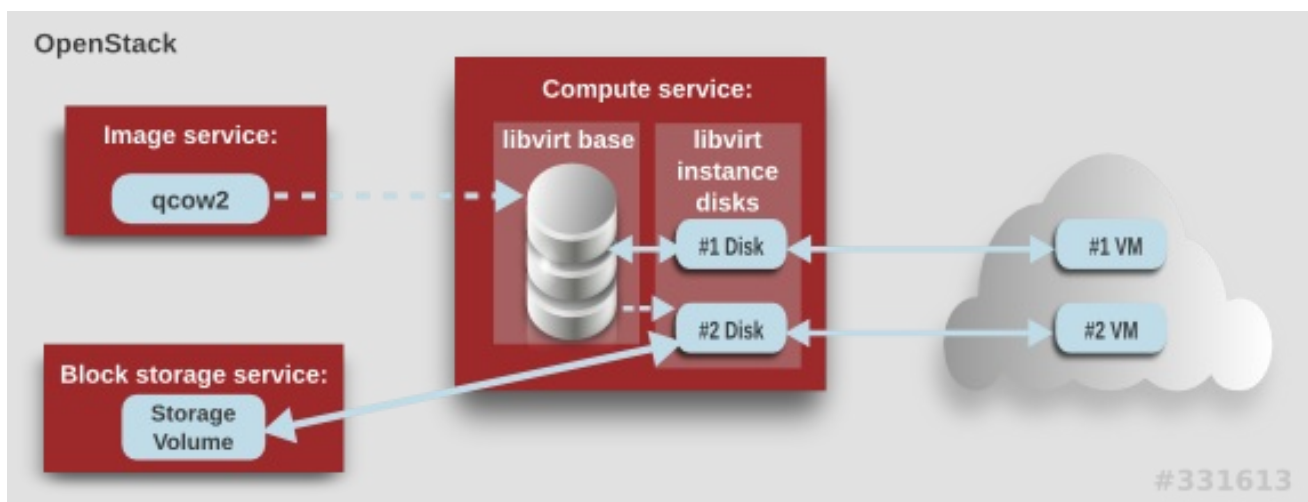 OpenStack
Compute service:
Image service:
libvirt base
libvirt
instance
disks
qcow2
#1 Disk
#1 VM
#2 Disk
#2 VM
Block storage service:
Storage
Volume
#331613